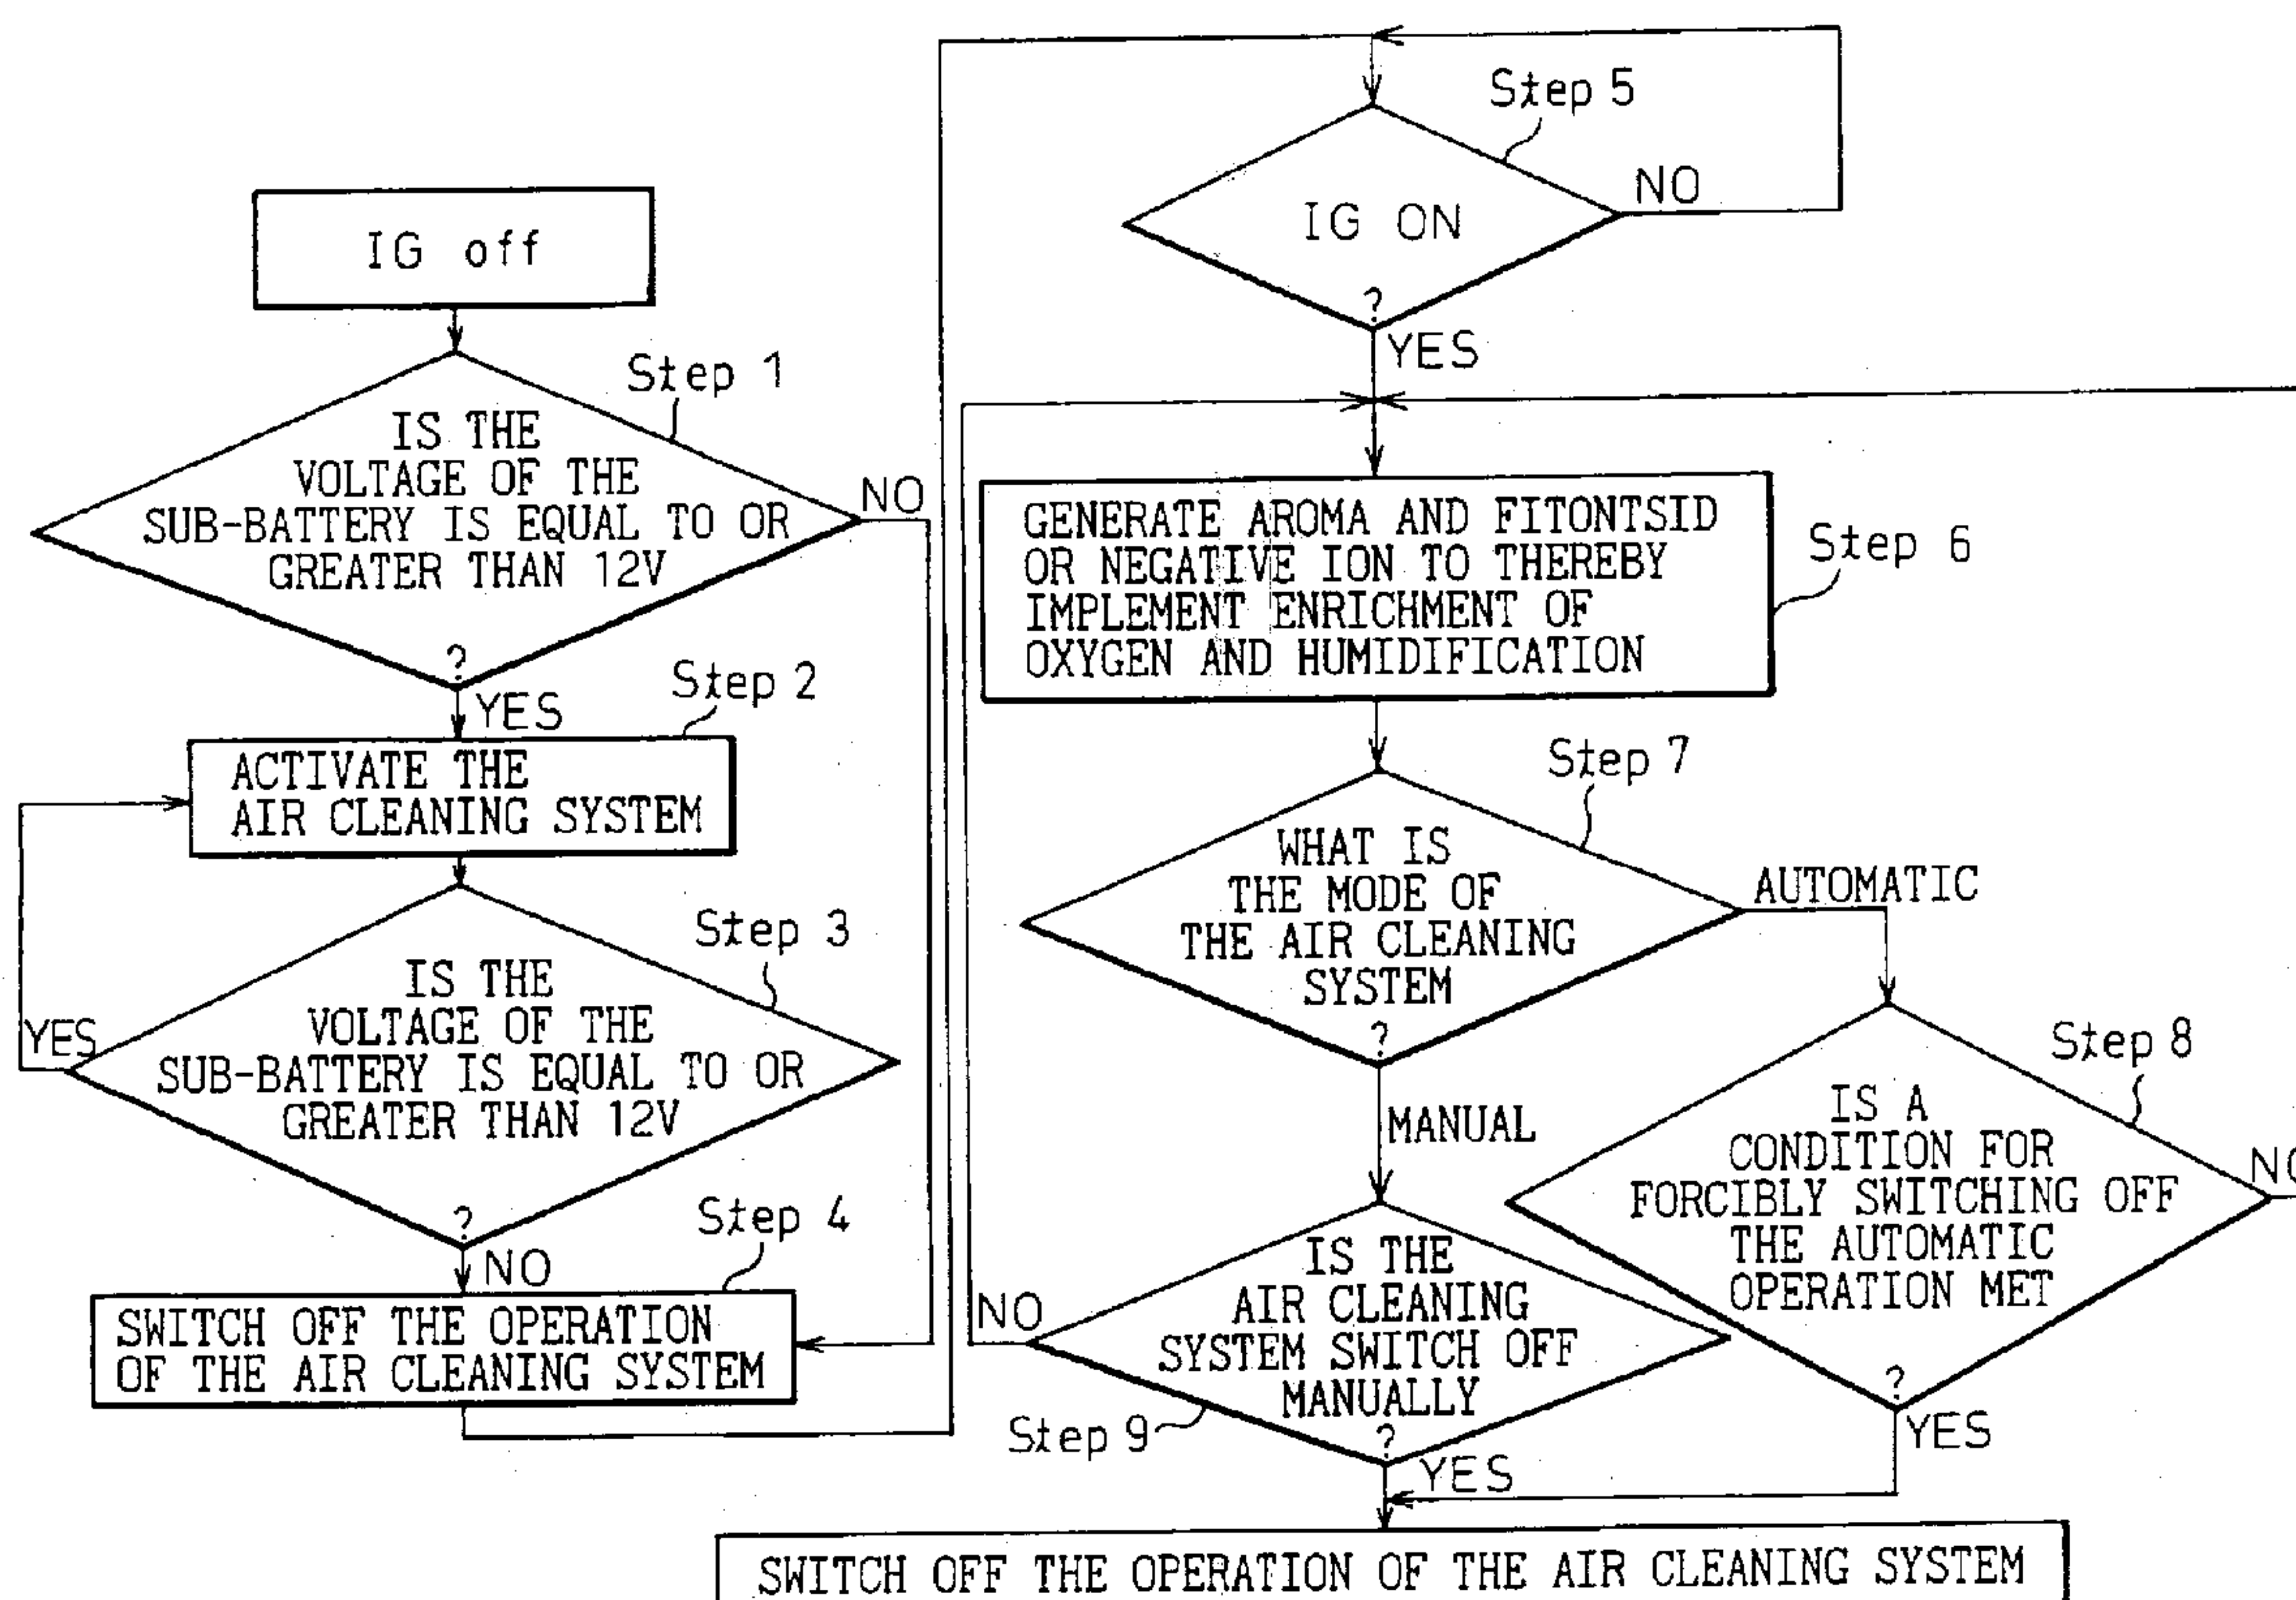 IG off
Step 1
IS THE
VOLTAGE OF THE
SUB-BATTERY IS EQUAL TO OR
GREATER THAN 12V
?
NO
YES
Step 2
ACTIVATE THE
AIR CLEANING SYSTEM
Step 3
IS THE
VOLTAGE OF THE
SUB-BATTERY IS EQUAL TO OR
GREATER THAN 12V
?
YES
NO
Step 4
SWITCH OFF THE OPERATION
OF THE AIR CLEANING SYSTEM
Step 5
IG ON
?
NO
YES
Step 6
GENERATE AROMA AND FITONTSID
OR NEGATIVE ION TO THEREBY
IMPLEMENT ENRICHMENT OF
OXYGEN AND HUMIDIFICATION
Step 7
WHAT IS
THE MODE OF
THE AIR CLEANING
SYSTEM
?
AUTOMATIC
MANUAL
Step 8
IS A
CONDITION FOR
FORCIBLY SWITCHING OFF
THE AUTOMATIC
OPERATION MET
?
NO
YES
IS THE
AIR CLEANING
SYSTEM SWITCH OFF
MANUALLY
?
NO
Step 9
YES
SWITCH OFF THE OPERATION OF THE AIR CLEANING SYSTEM